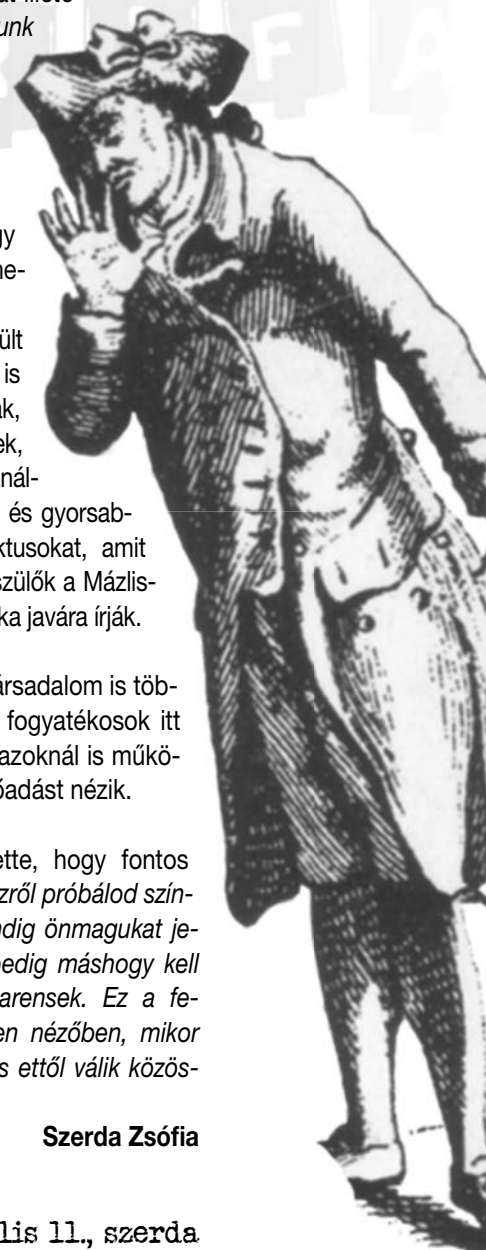 unk
gy
ne-
ült
is
ak,
ek,
nál-
és gyorsab-
ktusokat, amit
szülők a Mázlis-
ka javára írják.
ársadalom is töb-
fogyatékosok itt
azoknál is műkö-
őadást nézik.
ette, hogy fontos
zről próbálod szín-
ndig önmagukat je-
pedig máshogy kell
arensek. Ez a fe-
en nézőben, mikor
s ettől válik közös-
Szerda Zsófia
lis 11., szerda